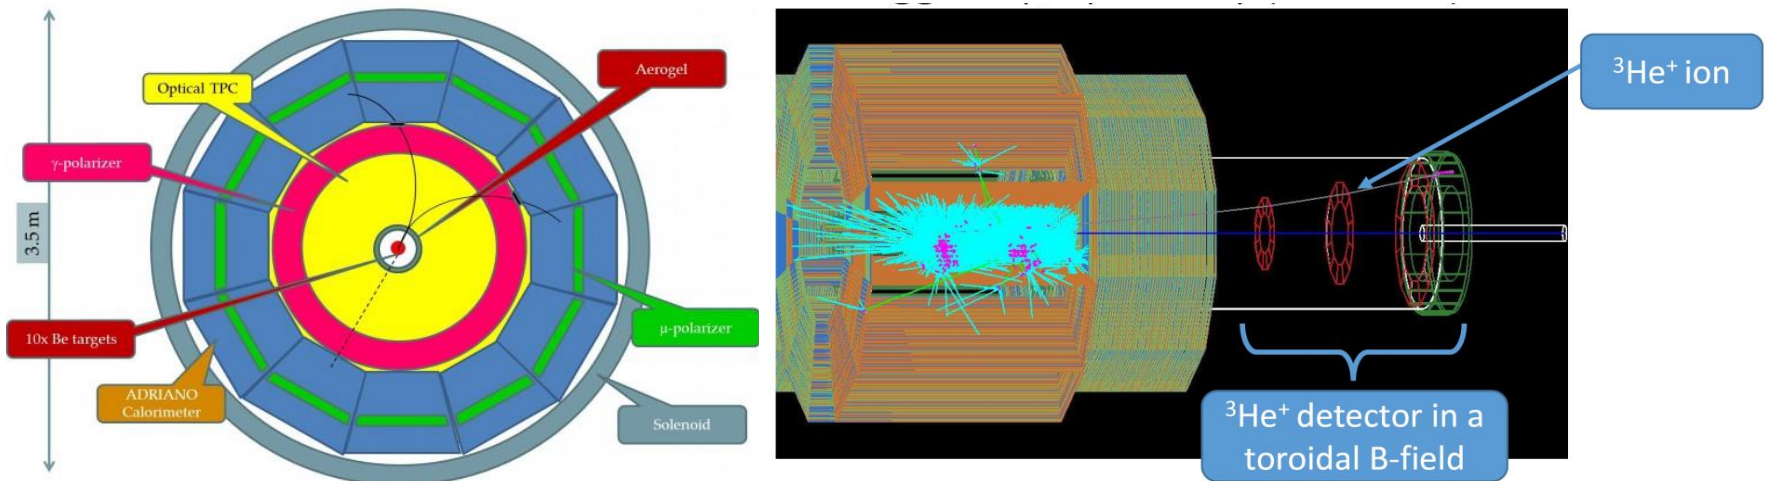 Optical TPC
Aerogel
γ-polarizer
3.5 m
10x Be targets
μ-polarizer
ADRIANO
Calorimeter
Solenoid
³He⁺ ion
³He⁺ detector in a
toroidal B-field